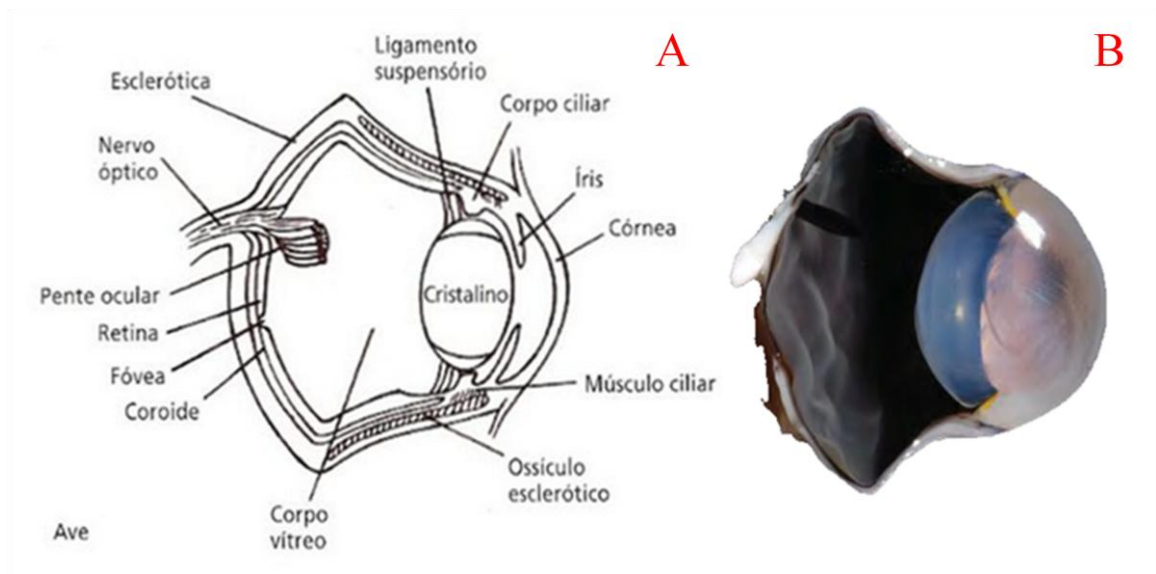 A
B
Ligamento
suspensório
Esclerótica
Corpo ciliar
Nervo
óptico
Íris
Córnea
Pente ocular
Cristalino
Retina
Fóvea
Coroide
Músculo ciliar
Ossículo
esclerótico
Corpo
vítreo
Ave